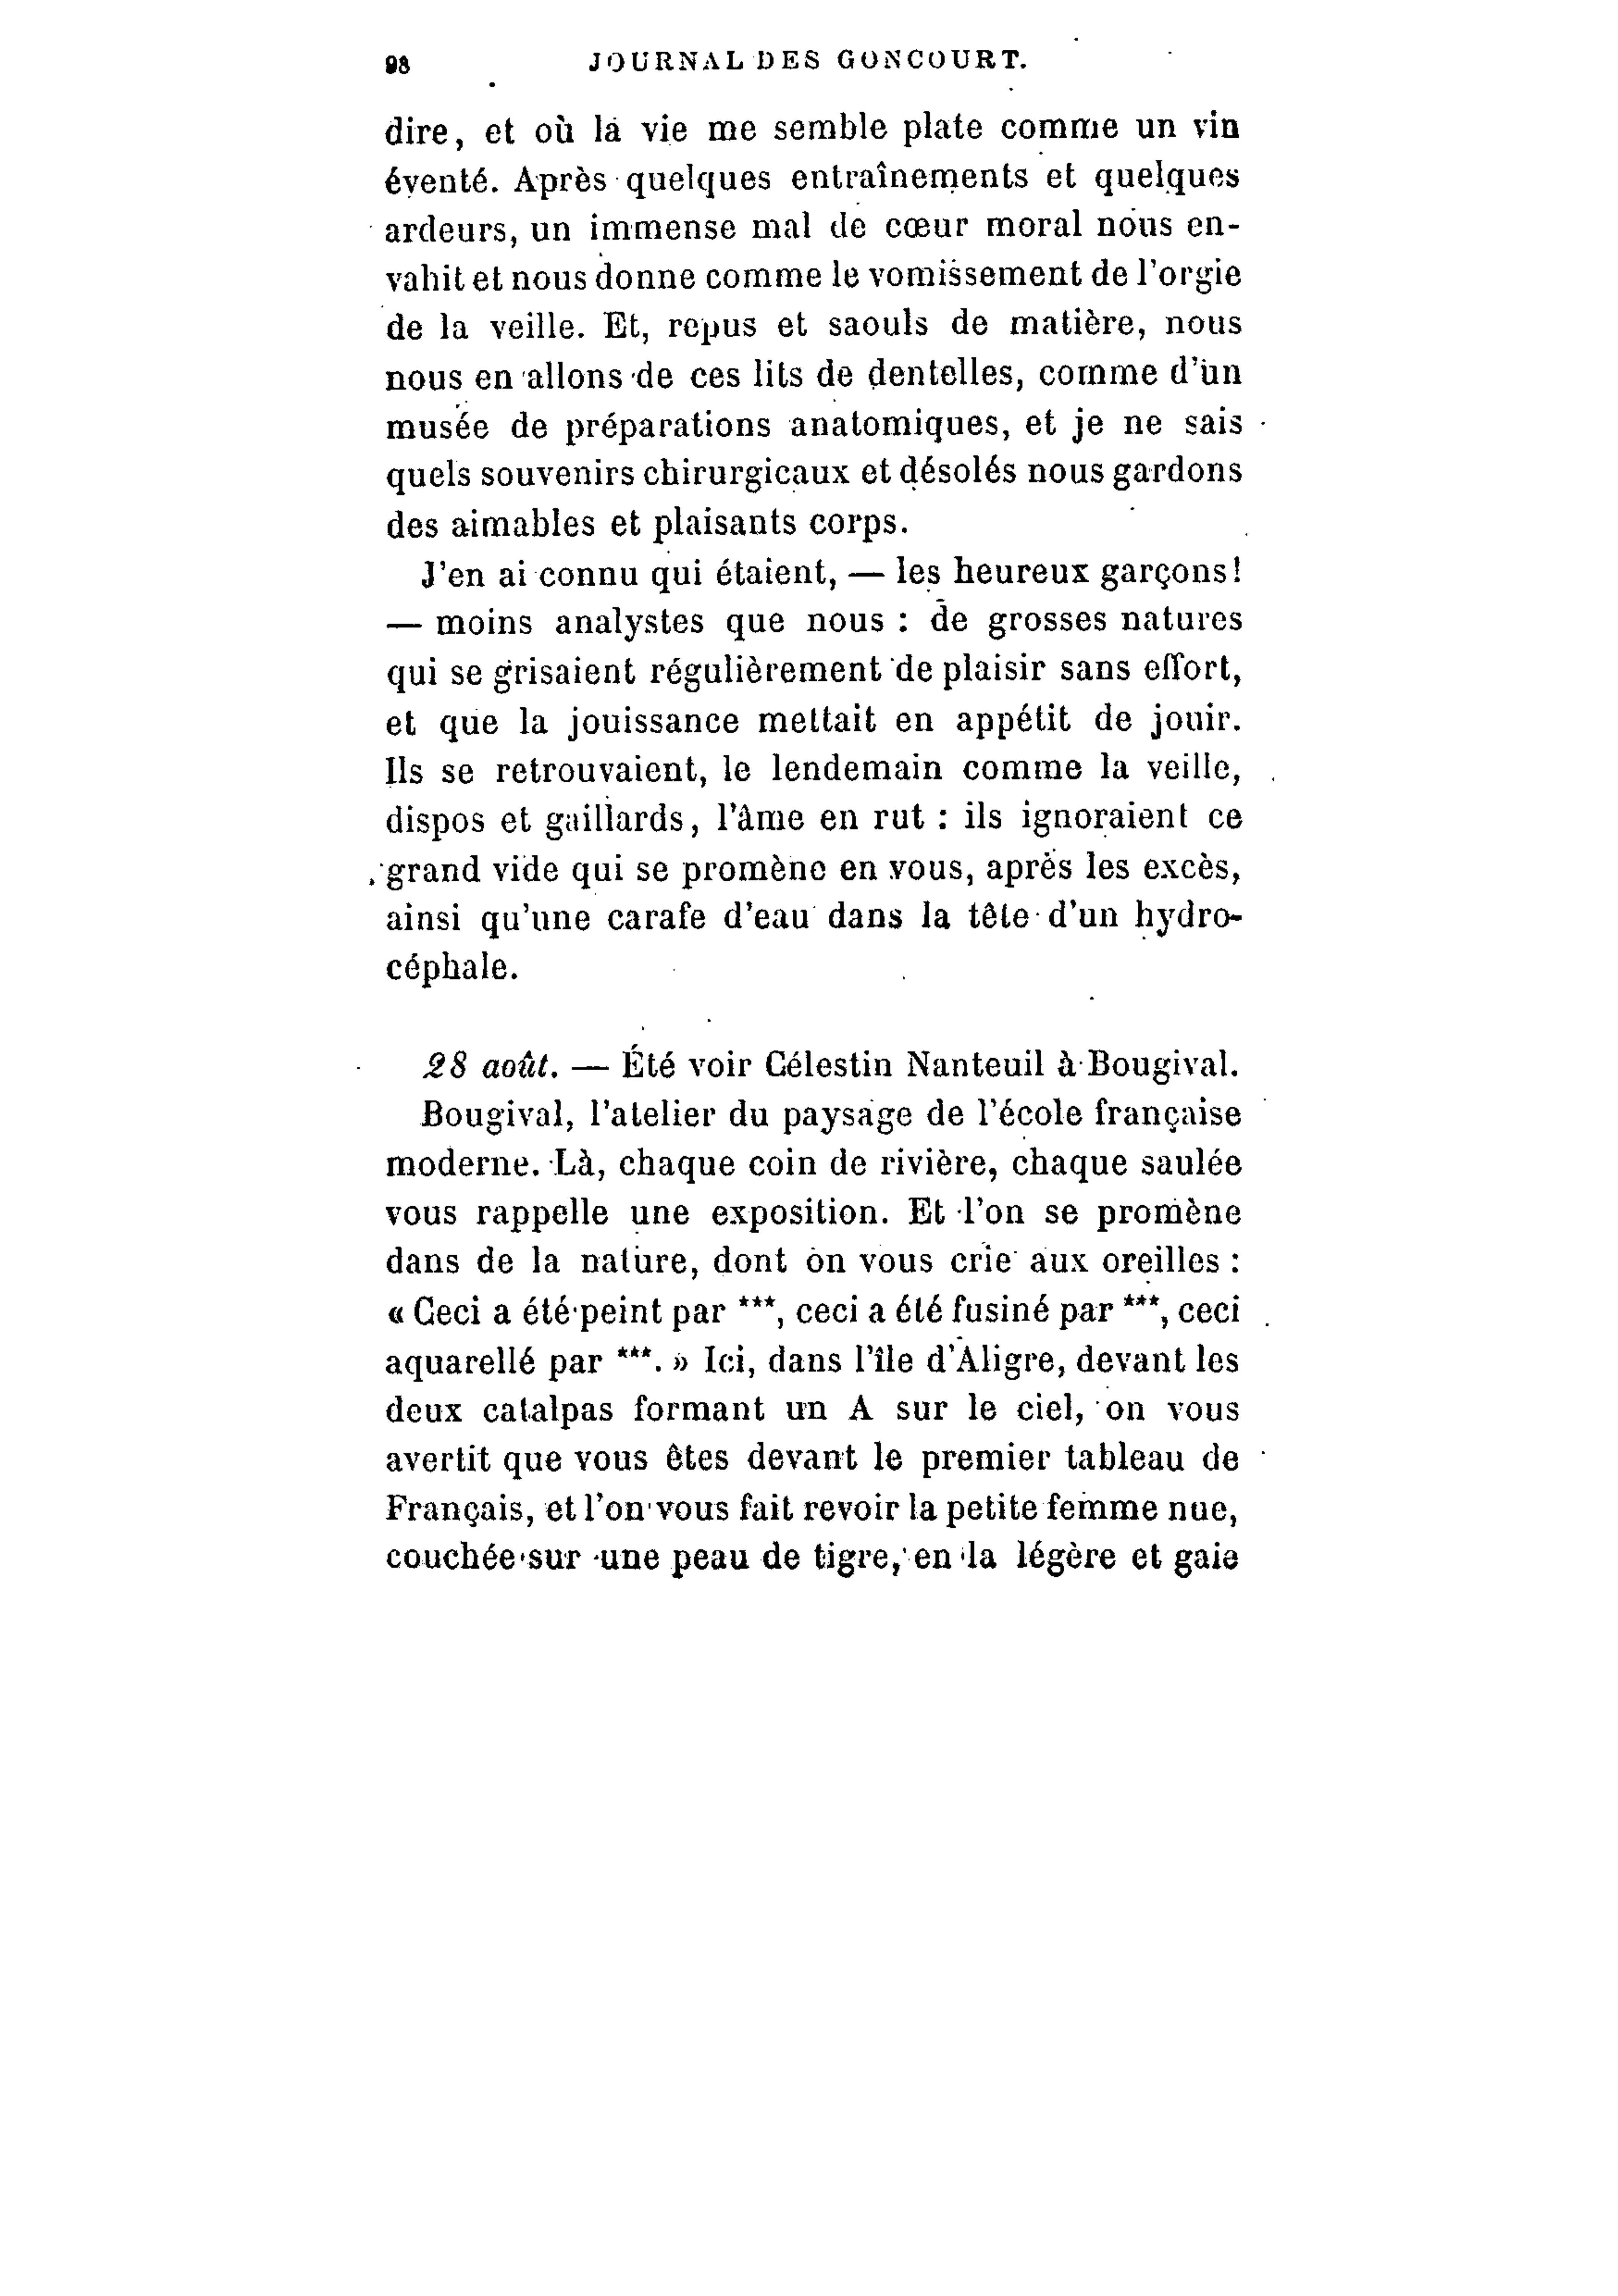 98 JOURNAL DES GONCOURT.
dire, et où la vie me semble plate comme un vin
éventé. Après quelques entraînements et quelques
ardeurs, un immense mal de cœur moral nous en-
vahit et nous donne comme le vomissement de l'orgie
de la veille. Et, repus et saouls de matière, nous
nous en allons de ces lits de dentelles, comme d'un
musée de préparations anatomiques, et je ne sais
quels souvenirs chirurgicaux et désolés nous gardons
des aimables et plaisants corps.
J'en ai connu qui étaient, — les heureux garçons!
— moins analystes que nous : de grosses natures
qui se grisaient régulièrement de plaisir sans effort,
et que la jouissance mettait en appétit de jouir.
Ils se retrouvaient, le lendemain comme la veille,
dispos et gaillards, l'âme en rut : ils ignoraient ce
grand vide qui se promène en vous, après les excès,
ainsi qu'une carafe d'eau dans la tête d'un hydro-
céphale.
28 août. — Été voir Célestin Nanteuil à Bougival.
Bougival, l'atelier du paysage de l'école française
moderne. Là, chaque coin de rivière, chaque saulée
vous rappelle une exposition. Et l'on se promène
dans de la nature, dont on vous crie aux oreilles :
« Ceci a été peint par ***, ceci a été fusiné par ***, ceci
aquarellé par ***. » Ici, dans l'île d'Aligre, devant les
deux catalpas formant un A sur le ciel, on vous
avertit que vous êtes devant le premier tableau de
Français, et l'on vous fait revoir la petite femme nue,
couchée sur une peau de tigre, en la légère et gaie